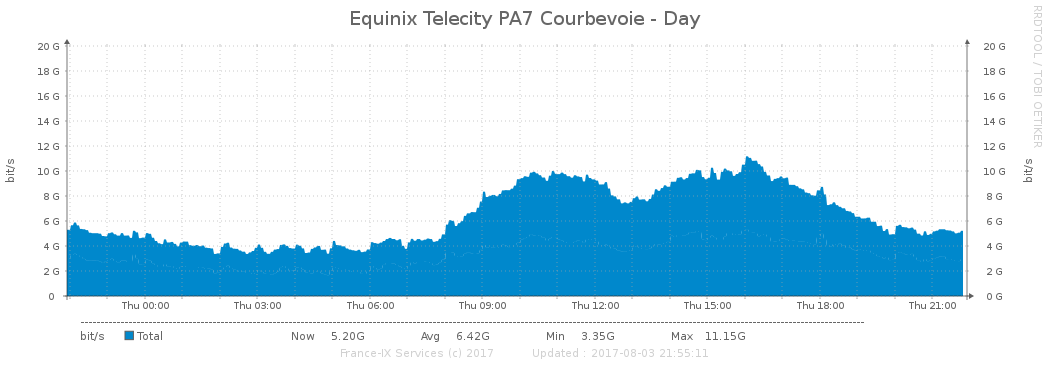 Equinix Telecity PA7 Courbevoie - Day
RRDTOOL / TOBI OETIKER
20 G 20 G
18 G 18 G
16 G 16 G
14 G 14 G
12 G 12 G
10 G 10 G
8 G 8 G
6 G 6 G
4 G 4 G
2 G 2 G
0 0 G
bit/s bit/s
Thu 00:00 Thu 03:00 Thu 06:00 Thu 09:00 Thu 12:00 Thu 15:00 Thu 18:00 Thu 21:00
bit/s Total Now 5.20G Avg 6.42G Min 3.35G Max 11.15G
France-IX Services (c) 2017 Updated : 2017-08-03 21:55:11